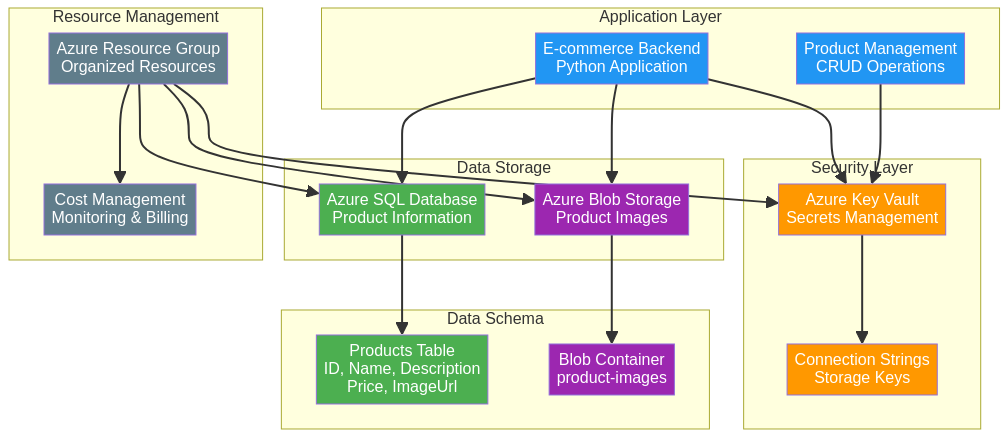 Resource Management
Application Layer
Azure Resource Group
Organized Resources
E-commerce Backend
Python Application
Product Management
CRUD Operations
Data Storage
Security Layer
Cost Management
Monitoring & Billing
Azure SQL Database
Product Information
Azure Blob Storage
Product Images
Azure Key Vault
Secrets Management
Data Schema
Products Table
ID, Name, Description
Price, ImageUrl
Blob Container
product-images
Connection Strings
Storage Keys